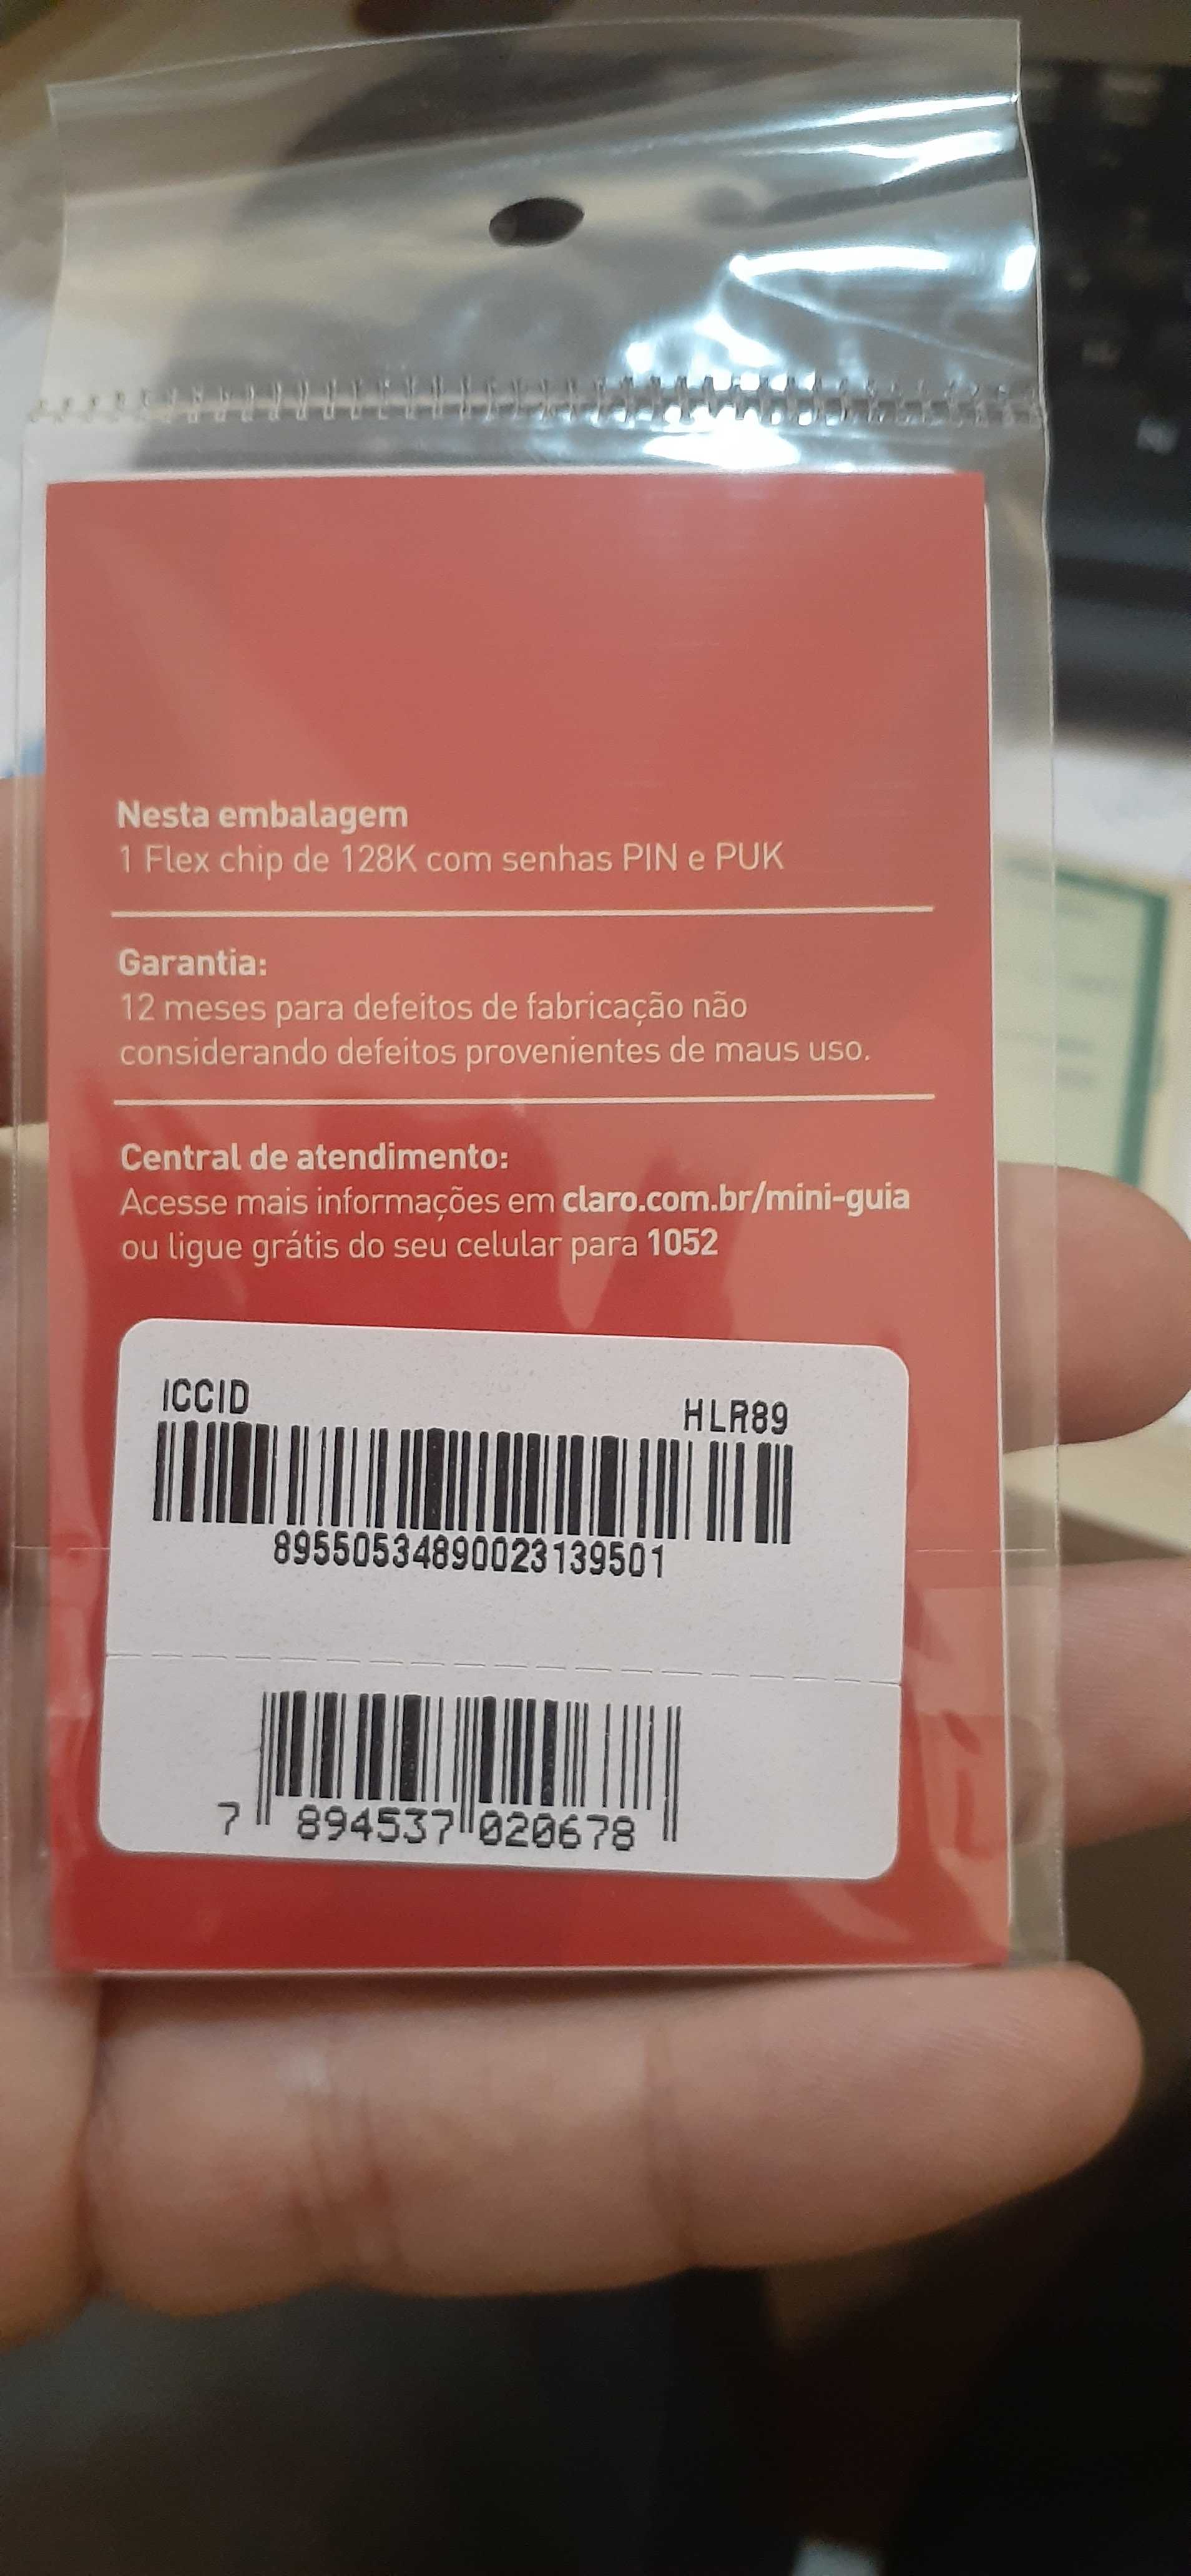 Nesta embalagem
1 Flex chip de 128K com senhas PIN e PUK
Garantia:
12 meses para defeitos de fabricação não
considerando defeitos provenientes de maus uso.
Central de atendimento:
Acesse mais informações em claro.com.br/mini-guia
ou ligue grátis do seu celular para 1052
ICCID
HLR89
89550534890023139501
7 894537 020678